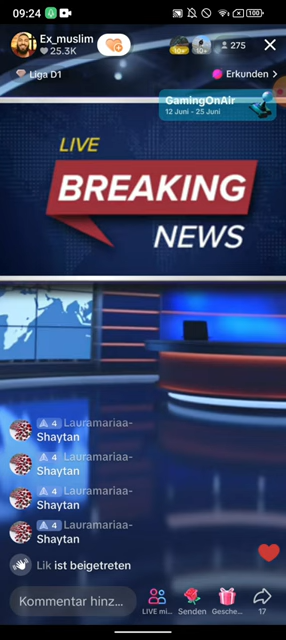 09:24
100
Ex_muslim
25.3K
10+
10+
275
Liga D1
Erkunden
GamingOnAir
12 Juni - 25 Juni
LIVE
BREAKING
NEWS
4 Lauramariaa-
Shaytan
4 Lauramariaa-
Shaytan
4 Lauramariaa-
Shaytan
4 Lauramariaa-
Shaytan
Lik ist beigetreten
Kommentar hinz...
LIVE mi...
Senden
Gesche...
17